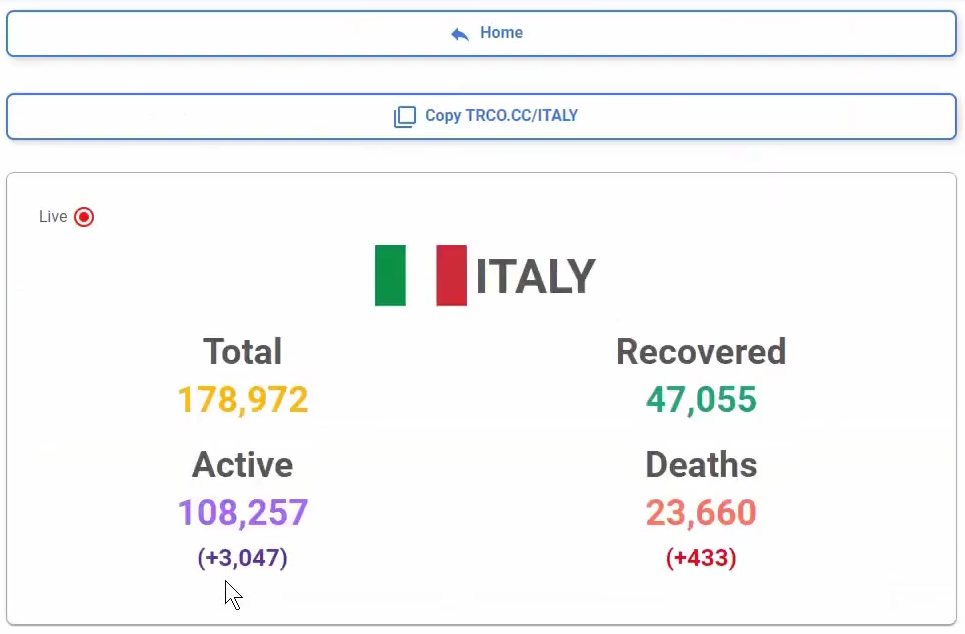 Home
Copy TRCO.CC/ITALY
Live
ITALY
Total
Recovered
178,972
47,055
Active
Deaths
108,257
23,660
(+3,047)
(+433)